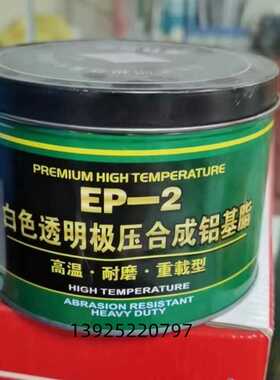 PREMIUM HIGH TEMPERATURE
EP-2
白色透明极压合成铝基脂
高温·耐磨·重載型
HIGH TEMPERATURE
ABRASION RESISTANT
HEAVY DUTY
13925220797